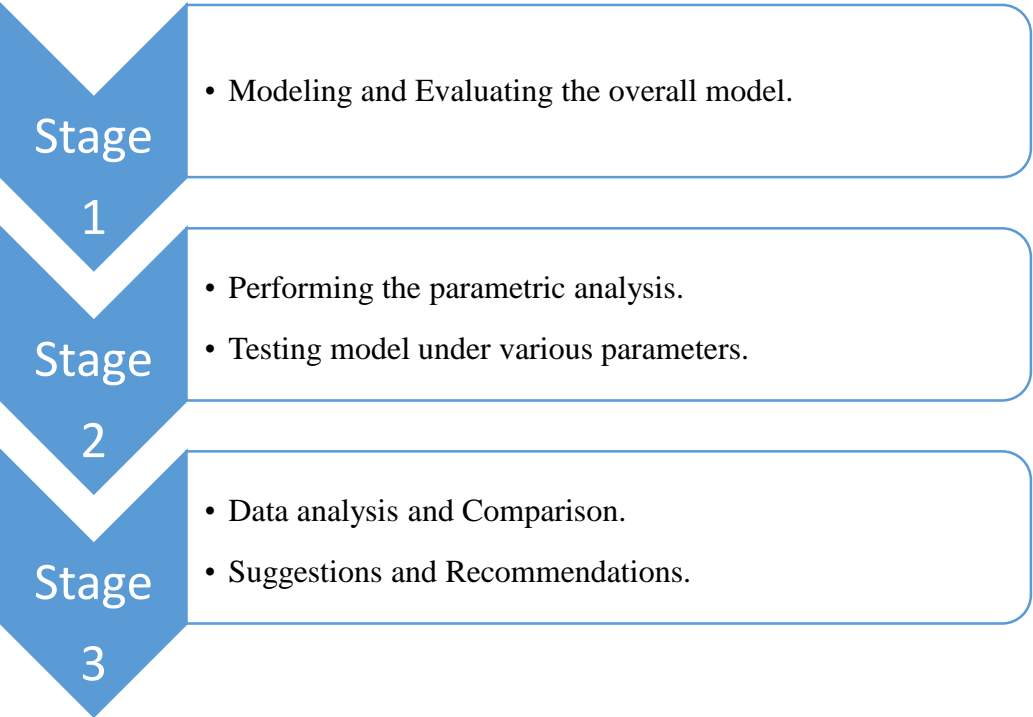 Stage
1
• Modeling and Evaluating the overall model.
Stage
2
• Performing the parametric analysis.
• Testing model under various parameters.
Stage
3
• Data analysis and Comparison.
• Suggestions and Recommendations.